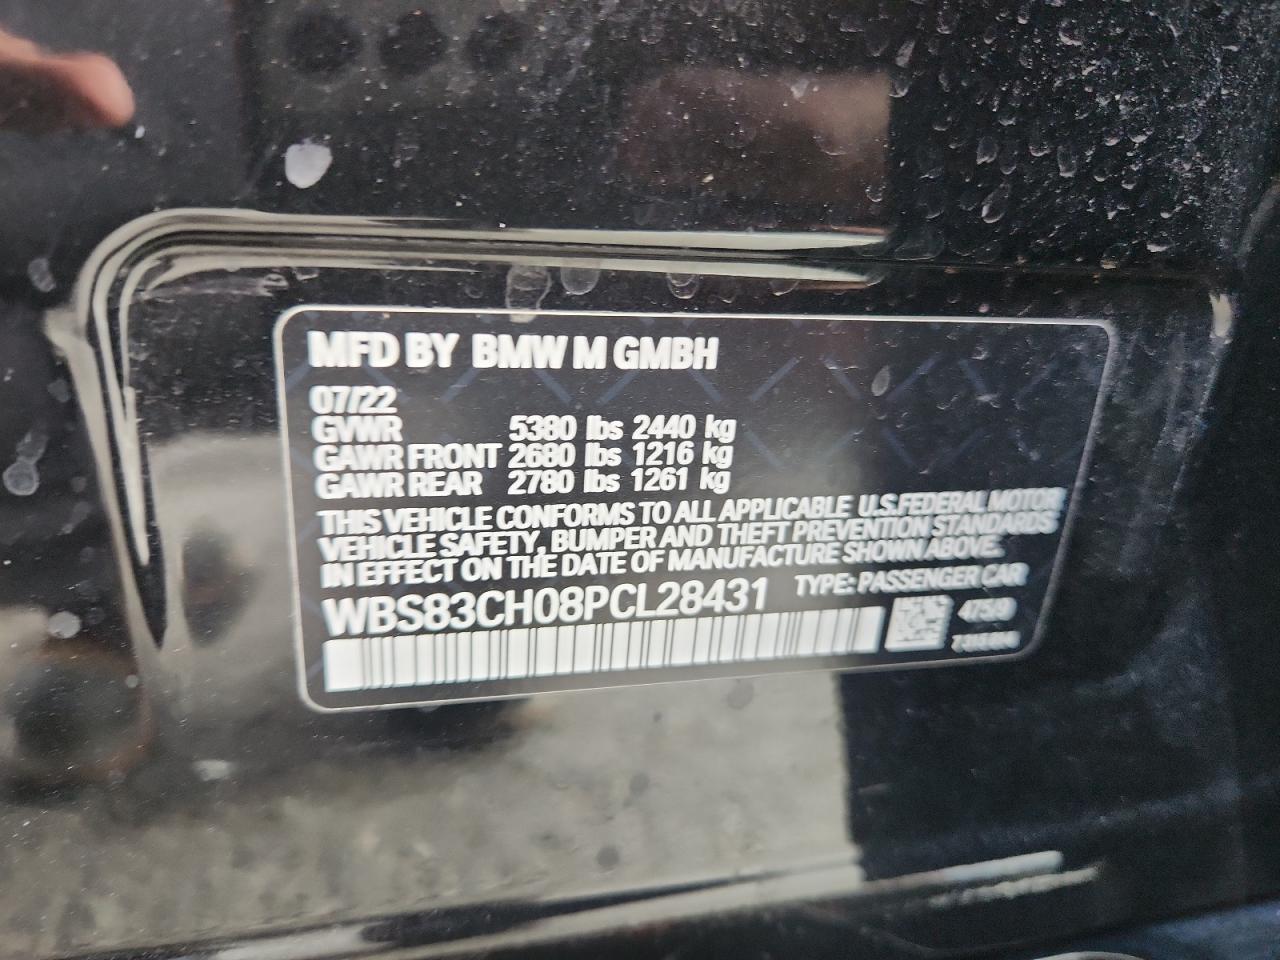 MFD BY BMW M GMBH
07/22
GVWR 5380 lbs 2440 kg
GAWR FRONT 2680 lbs 1216 kg
GAWR REAR 2780 lbs 1261 kg
THIS VEHICLE CONFORMS TO ALL APPLICABLE U.S.FEDERAL MOTOR
VEHICLE SAFETY, BUMPER AND THEFT PREVENTION STANDARDS
IN EFFECT ON THE DATE OF MANUFACTURE SHOWN ABOVE.
WBS83CH08PCL28431 TYPE: PASSENGER CAR
475/9